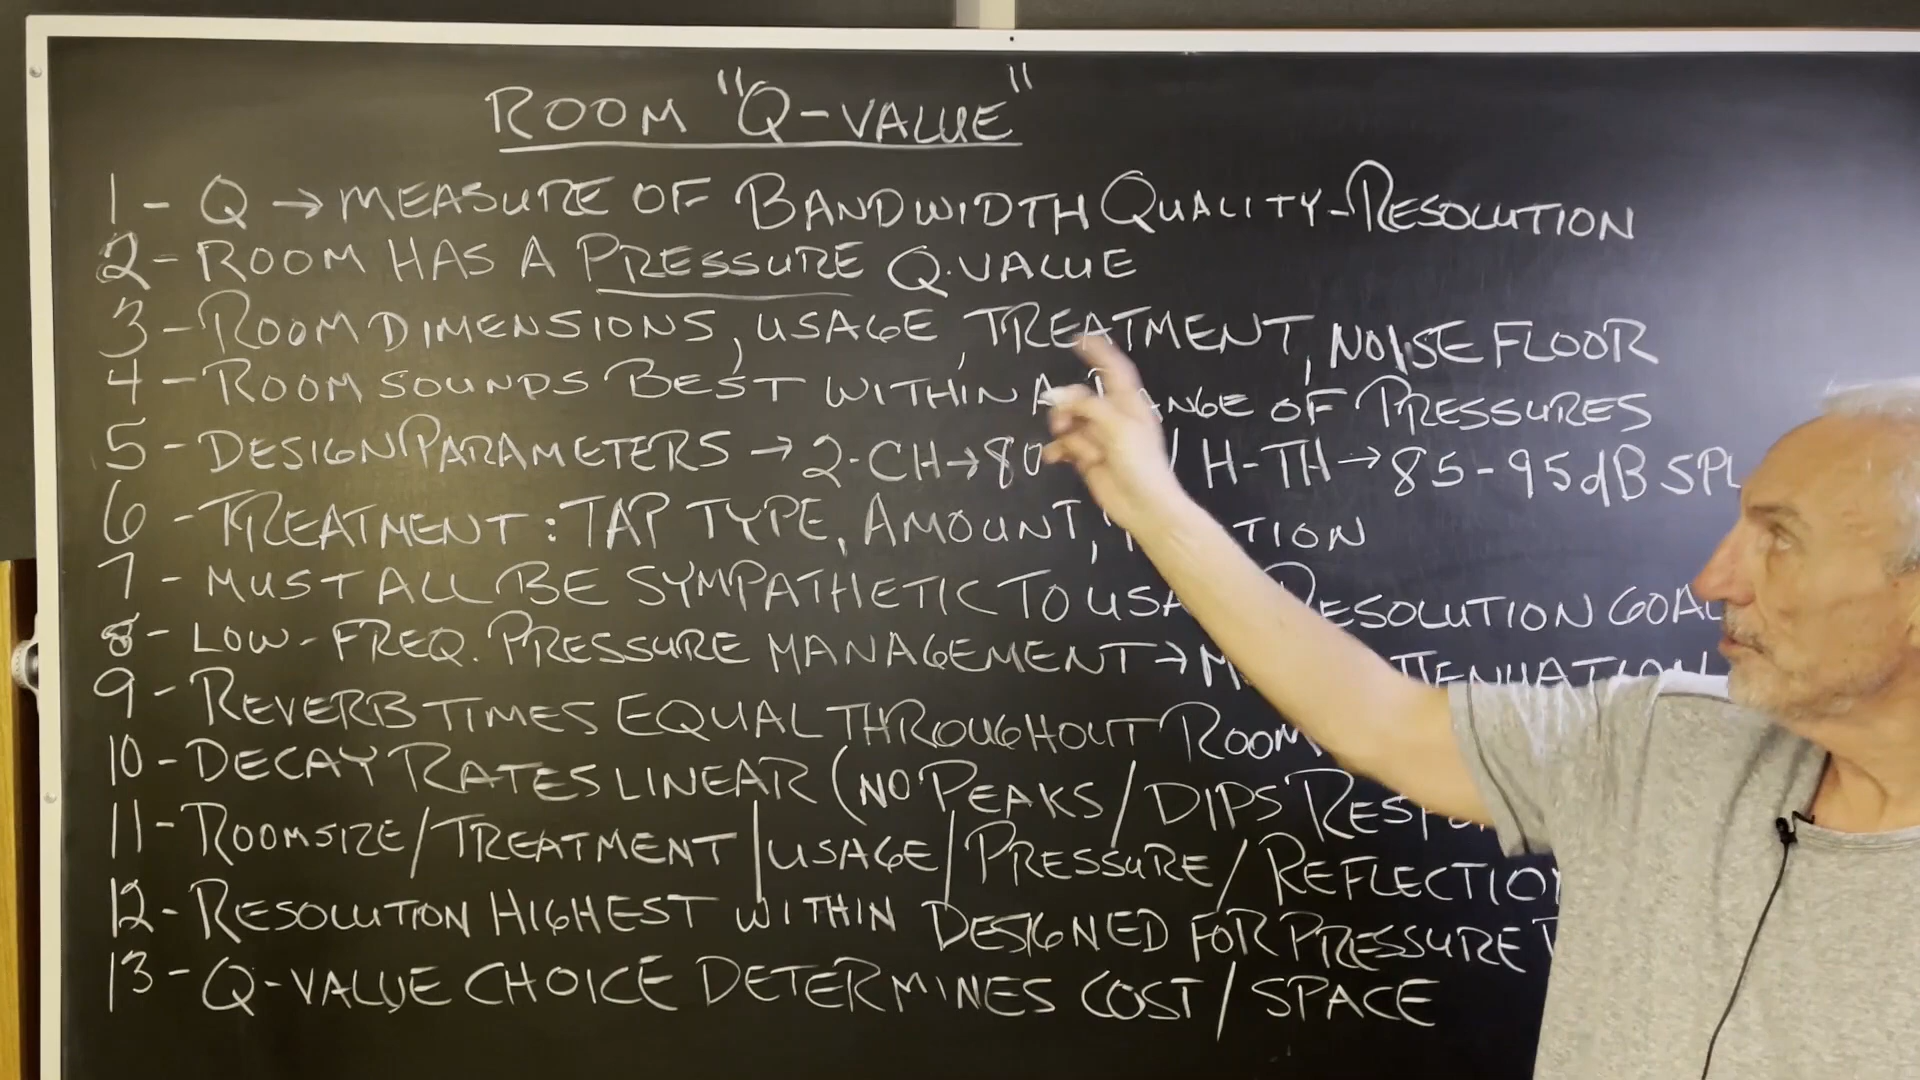 ROOM "Q-VALUE"
1- Q → MEASURE OF BANDWIDTH QUALITY-RESOLUTION
2- ROOM HAS A PRESSURE Q-VALUE
3- ROOM DIMENSIONS, USAGE, TREATMENT, NOISE FLOOR
4- ROOM SOUNDS BEST WITHIN A RANGE OF PRESSURES
5- DESIGN PARAMETERS → 2-CH → 80 / H-TH → 85-95dB SPL
6- TREATMENT: TAP TYPE, AMOUNT,
7- MUST ALL BE SYMPATHETIC TO RESOLUTION GOAL
8- LOW-FREQ. PRESSURE MANAGEMENT → ATTENUATION
9- REVERB TIMES EQUAL THROUGHOUT ROOM
10- DECAY RATES LINEAR (NO PEAKS/DIPS
11- ROOM SIZE/TREATMENT/USAGE/PRESSURE/REFLECTION
12- RESOLUTION HIGHEST WITHIN DESIGNED FOR PRESSURE
13- Q-VALUE CHOICE DETERMINES COST/SPACE